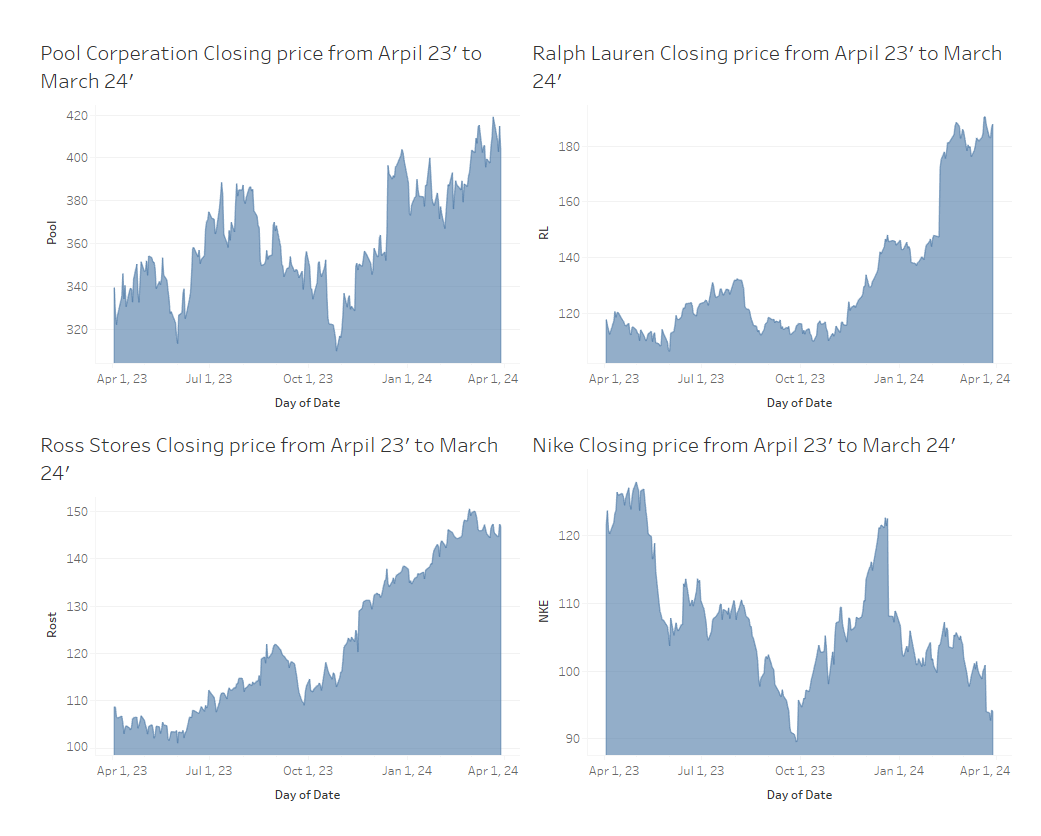 Pool Corperation Closing price from Arpil 23′ to
March 24′
420
400
380
360
340
320
Pool
Apr 1, 23
Jul 1, 23
Oct 1, 23
Jan 1, 24
Apr 1, 24
Day of Date
Ralph Lauren Closing price from Arpil 23′ to March
24′
180
160
140
120
RL
Apr 1, 23
Jul 1, 23
Oct 1, 23
Jan 1, 24
Apr 1, 24
Day of Date
Ross Stores Closing price from Arpil 23′ to March
24′
150
140
130
120
110
100
Rost
Apr 1, 23
Jul 1, 23
Oct 1, 23
Jan 1, 24
Apr 1, 24
Day of Date
Nike Closing price from Arpil 23′ to March 24′
120
110
100
90
NKE
Apr 1, 23
Jul 1, 23
Oct 1, 23
Jan 1, 24
Apr 1, 24
Day of Date